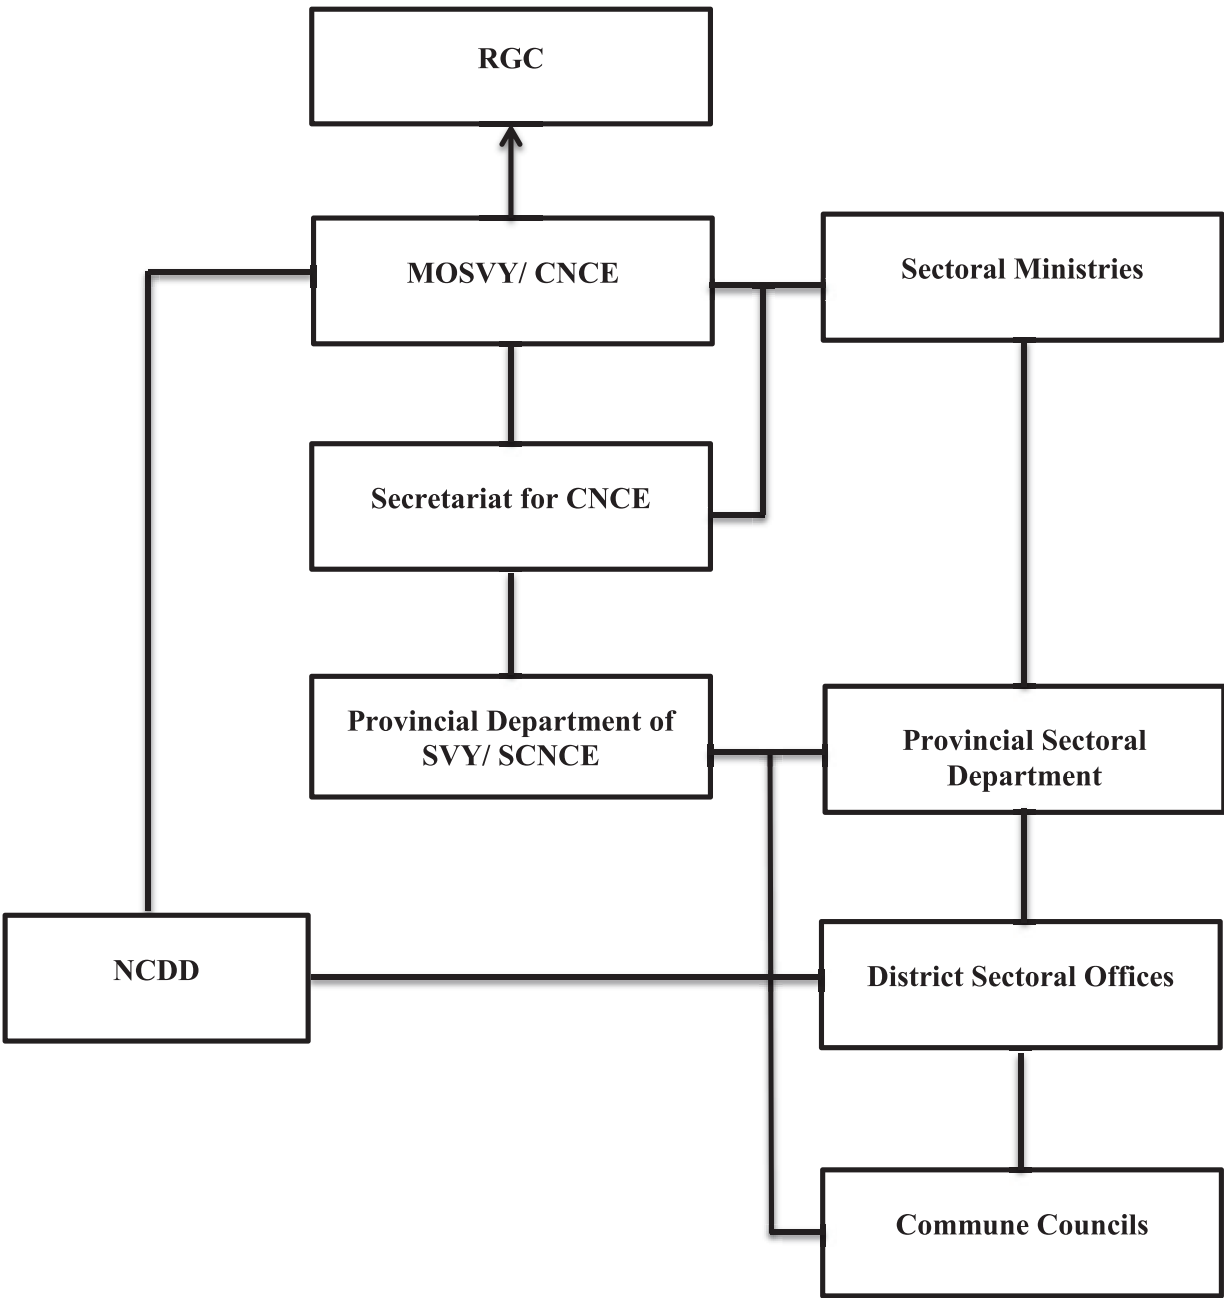 RGC
MOSVY/ CNCE
Sectoral Ministries
Secretariat for CNCE
Provincial Department of
SVY/ SCNCE
Provincial Sectoral
Department
NCDD
District Sectoral Offices
Commune Councils